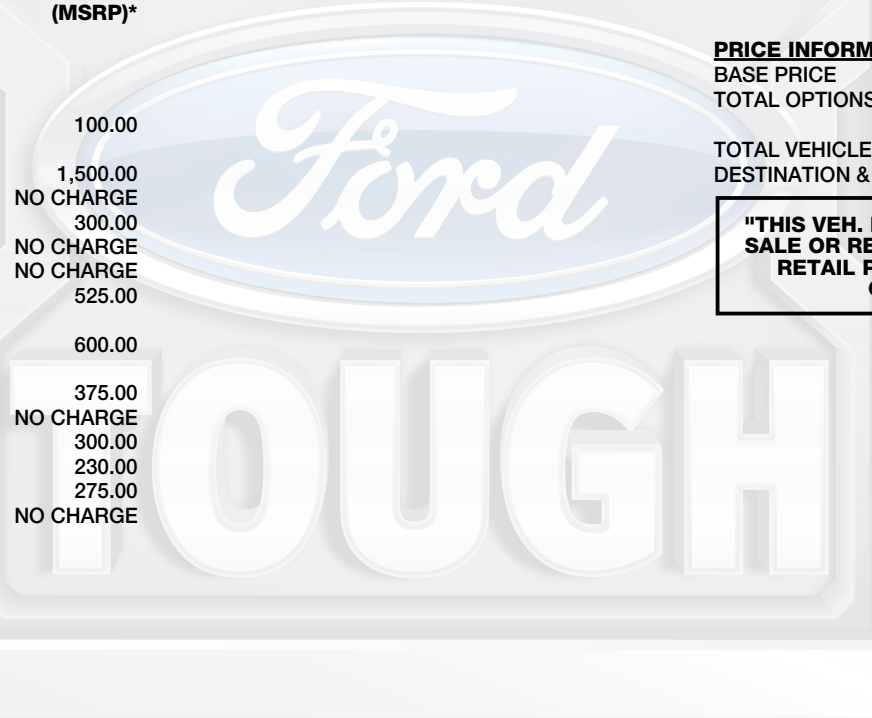 (MSRP)*
100.00
1,500.00
NO CHARGE
300.00
NO CHARGE
NO CHARGE
525.00
600.00
375.00
NO CHARGE
300.00
230.00
275.00
NO CHARGE
PRICE INFORM
BASE PRICE
TOTAL OPTIONS
TOTAL VEHICLE
DESTINATION &
"THIS VEH.
SALE OR RE
RETAIL P
Ford
TOUGH